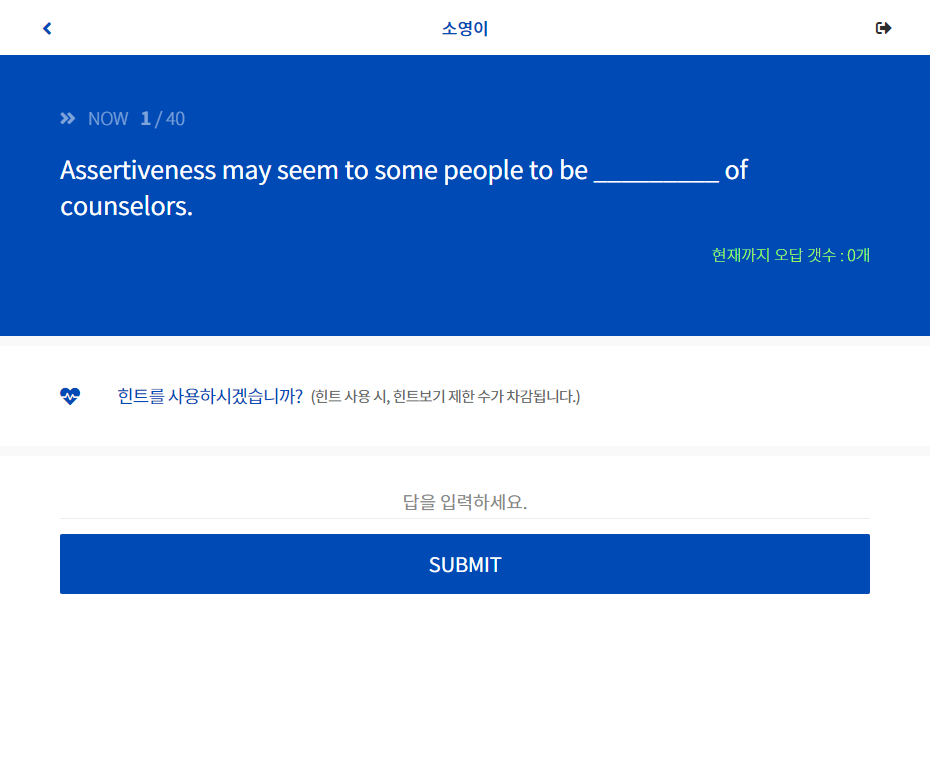 소영이
NOW 1 / 40
Assertiveness may seem to some people to be __________ of
counselors.
현재까지 오답 갯수 : 0개
힌트를 사용하시겠습니까? (힌트 사용 시, 힌트보기 제한 수가 차감됩니다.)
답을 입력하세요.
SUBMIT